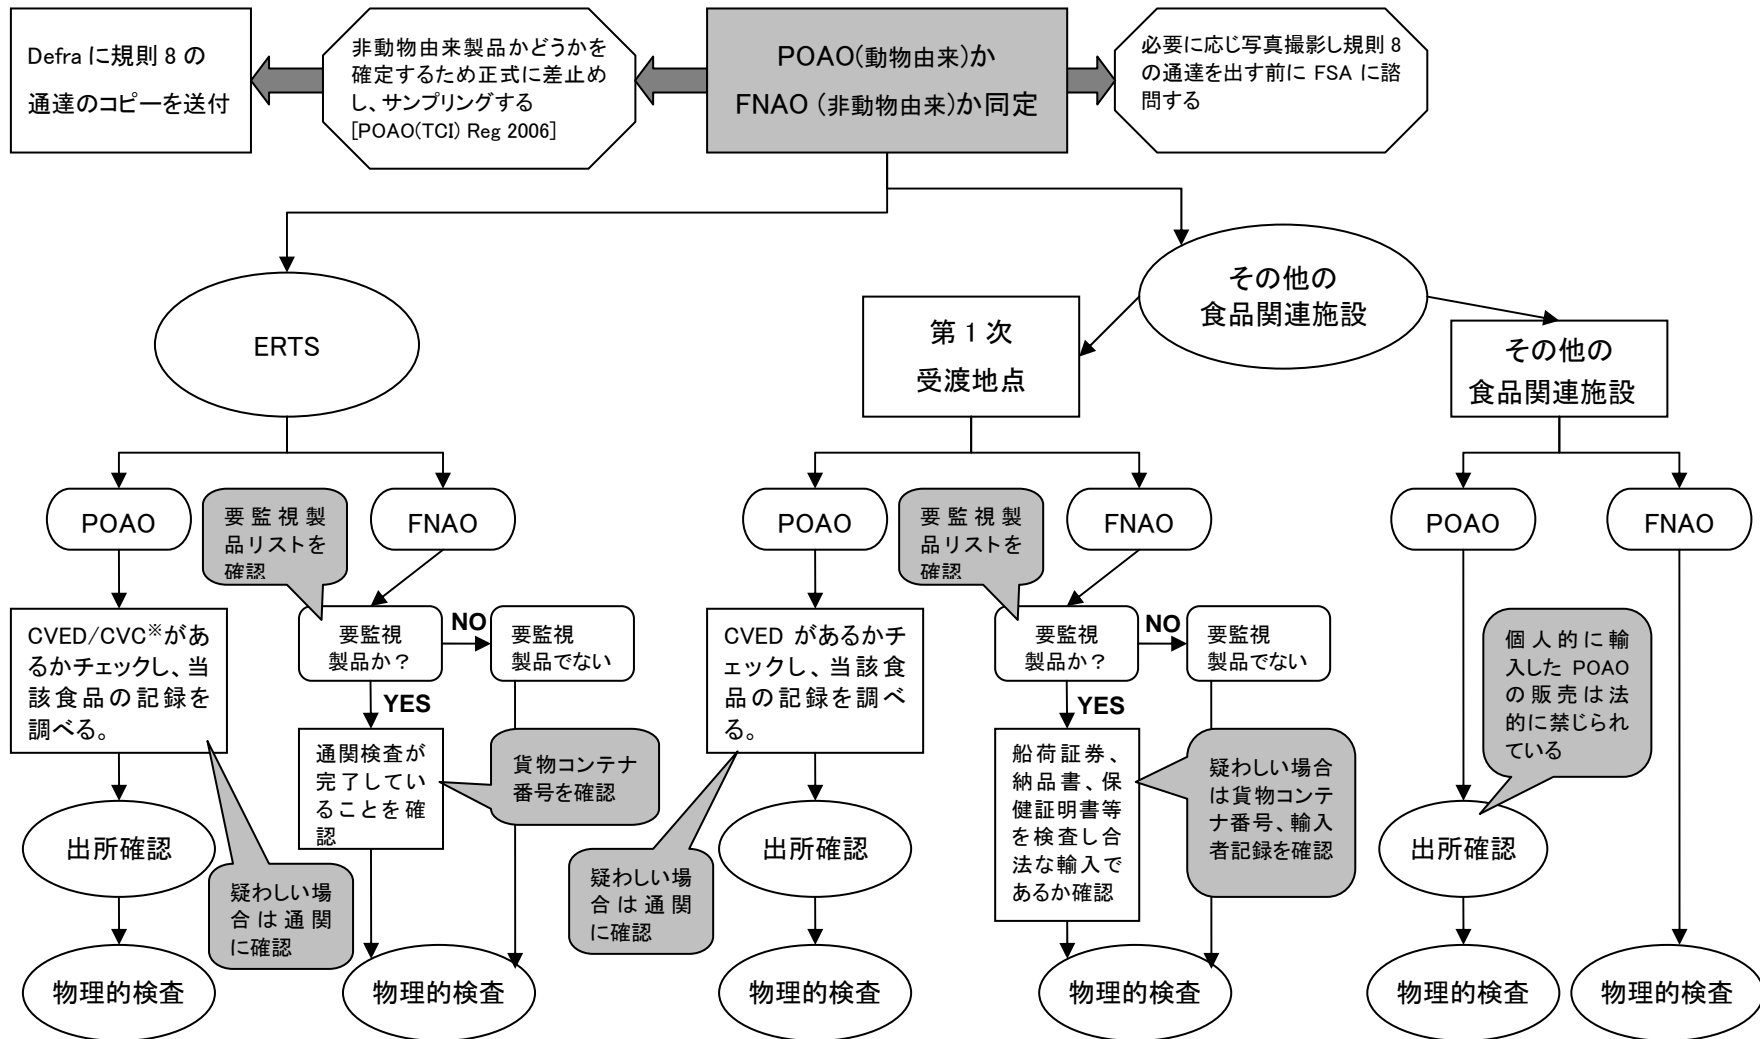 Defra に規則 8 の
通達のコピーを送付
非動物由来製品かどうかを
確定するため正式に差止め
し、サンプリングする
[POAO(TCI) Reg 2006]
POAO(動物由来)か
FNAO (非動物由来)か同定
必要に応じ写真撮影し規則 8
の通達を出す前に FSA に諮
問する
ERTS
その他の
食品関連施設
第 1 次
受渡地点
その他の
食品関連施設
POAO
要監視製
品リストを
確認
FNAO
POAO
要監視製
品リストを
確認
FNAO
POAO
FNAO
CVED/CVC※があ
るかチェックし、当
該食品の記録を
調べる。
要監視
製品か?
NO
要監視
製品でない
YES
CVED があるかチ
ェックし、当該食
品の記録を調べ
る。
要監視
製品か?
NO
要監視
製品でない
YES
個人的に輸
入した POAO
の販売は法
的に禁じられ
ている
通関検査が
完了してい
ることを確
認
貨物コンテナ
番号を確認
船荷証券、
納品書、保
健証明書等
を検査し合
法な輸入で
あるか確認
疑わしい場合
は貨物コンテ
ナ番号、輸入
者記録を確認
出所確認
疑わしい場
合は通関
に確認
疑わしい場
合は通関
に確認
出所確認
出所確認
物理的検査
物理的検査
物理的検査
物理的検査
物理的検査
物理的検査